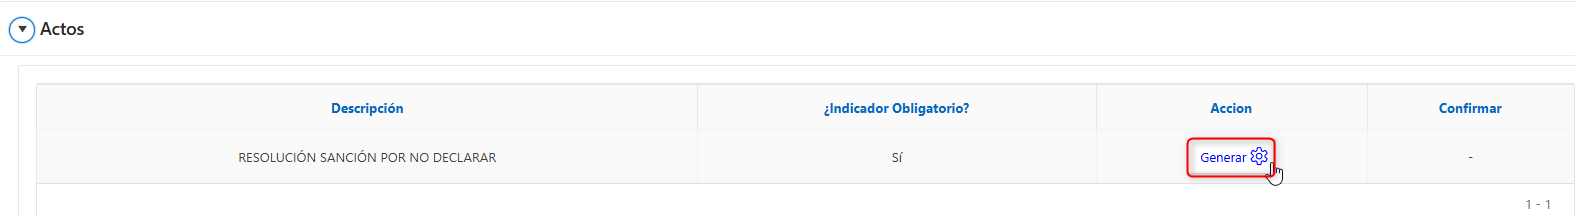 Actos
Descripción ¿Indicador Obligatorio? Accion Confirmar
RESOLUCIÓN SANCIÓN POR NO DECLARAR Sí Generar -
1 - 1